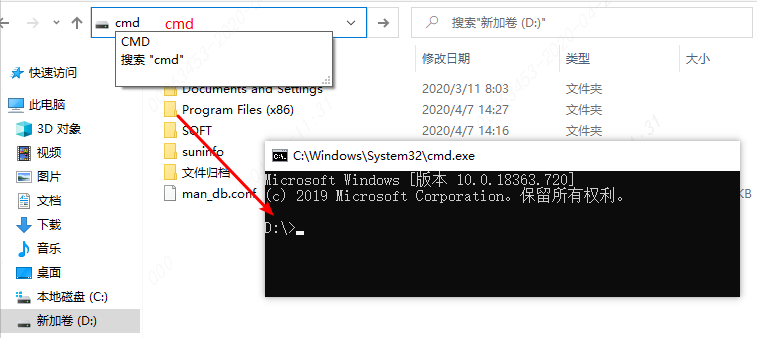 cmd
cmd
搜索"新加卷 (D:)"
CMD
搜索 "cmd"
修改日期
类型
大小
快速访问
此电脑
3D 对象
视频
图片
文档
下载
音乐
桌面
本地磁盘 (C:)
新加卷 (D:)
Documents and Settings
2020/3/11 8:03
文件夹
Program Files (x86)
2020/4/7 14:27
文件夹
SOFT
2020/4/7 14:16
文件夹
suninfo
文件归档
man_db.conf
KB
C:\Windows\System32\cmd.exe
Microsoft Windows [版本 10.0.18363.720]
(c) 2019 Microsoft Corporation。保留所有权利。
D:\>